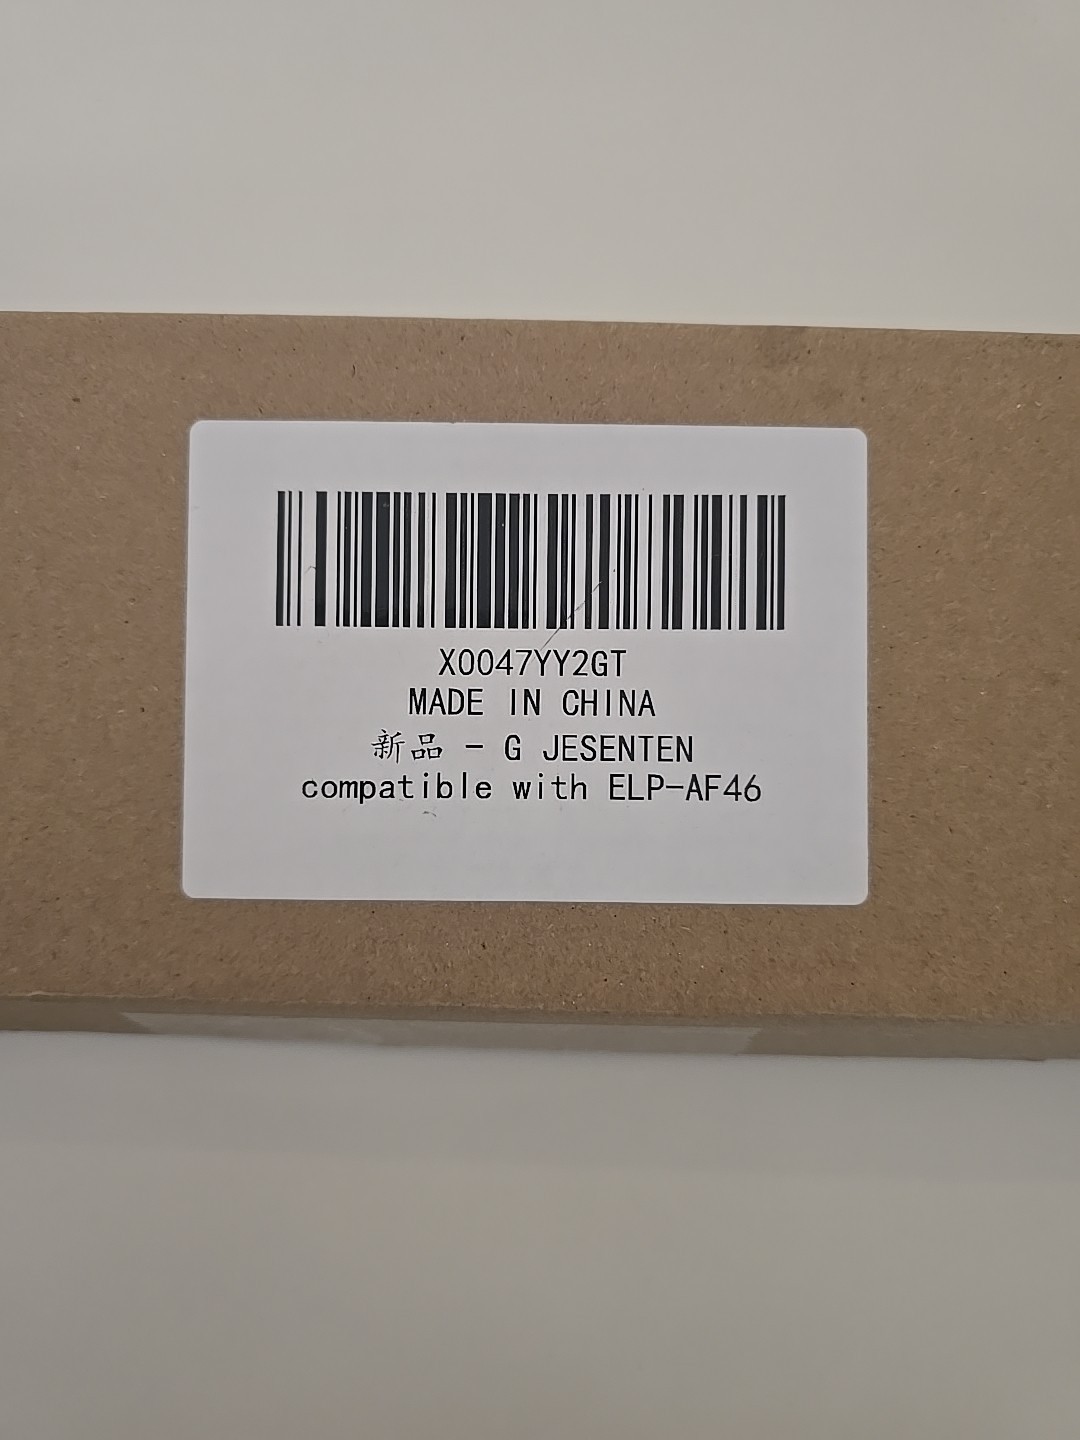 X0047YY2GT
MADE IN CHINA
新品 - G JESENTEN
compatible with ELP-AF46